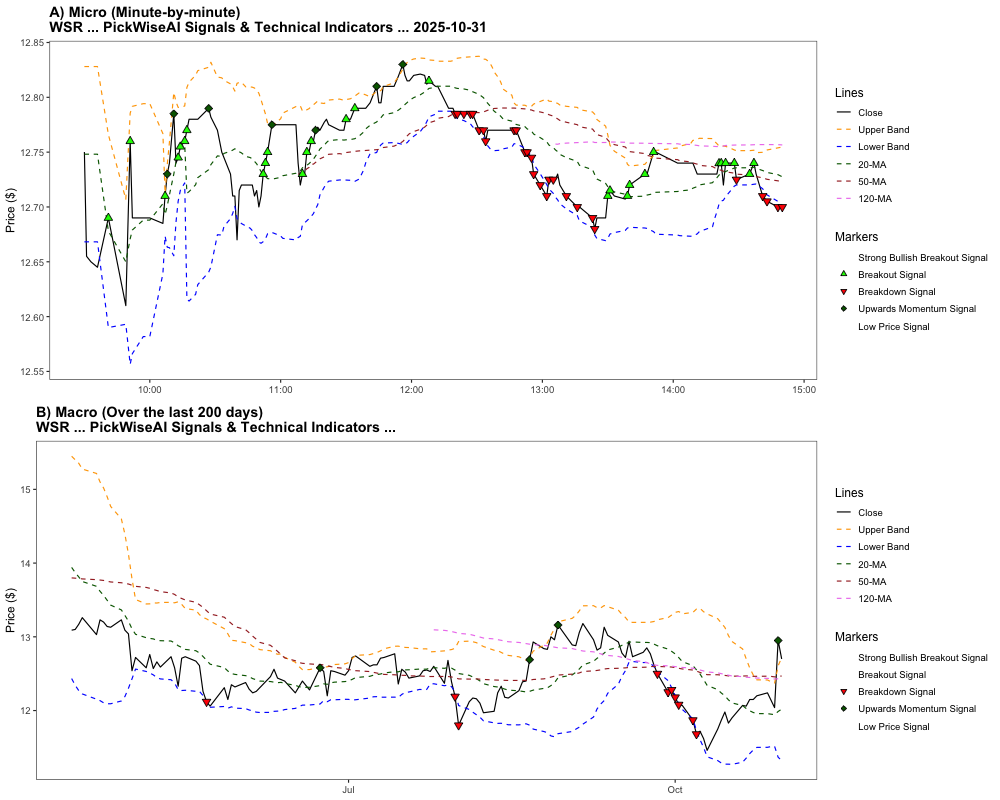 A) Micro (Minute-by-minute)
WSR ... PickWiseAI Signals & Technical Indicators ... 2025-10-31
Price ($)
12.85
12.80
12.75
12.70
12.65
12.60
12.55
10:00
11:00
12:00
13:00
14:00
15:00
Lines
Close
Upper Band
Lower Band
20-MA
50-MA
120-MA
Markers
Strong Bullish Breakout Signal
Breakout Signal
Breakdown Signal
Upwards Momentum Signal
Low Price Signal
B) Macro (Over the last 200 days)
WSR ... PickWiseAI Signals & Technical Indicators ...
Price ($)
15
14
13
12
Jul
Oct
Lines
Close
Upper Band
Lower Band
20-MA
50-MA
120-MA
Markers
Strong Bullish Breakout Signal
Breakout Signal
Breakdown Signal
Upwards Momentum Signal
Low Price Signal